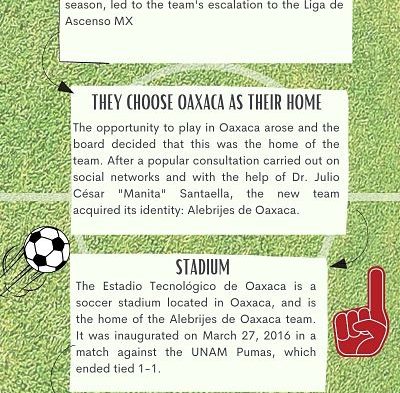 season, led to the team's escalation to the Liga de
Ascenso MX
THEY CHOOSE OAXACA AS THEIR HOME
The opportunity to play in Oaxaca arose and the
board decided that this was the home of the
team. After a popular consultation carried out on
social networks and with the help of Dr. Julio
César "Manita" Santaella, the new team
acquired its identity: Alebrijes de Oaxaca.
STADIUM
The Estadio Tecnológico de Oaxaca is a
soccer stadium located in Oaxaca, and is
the home of the Alebrijes de Oaxaca team.
It was inaugurated on March 27, 2016 in a
match against the UNAM Pumas, which
ended tied 1-1.